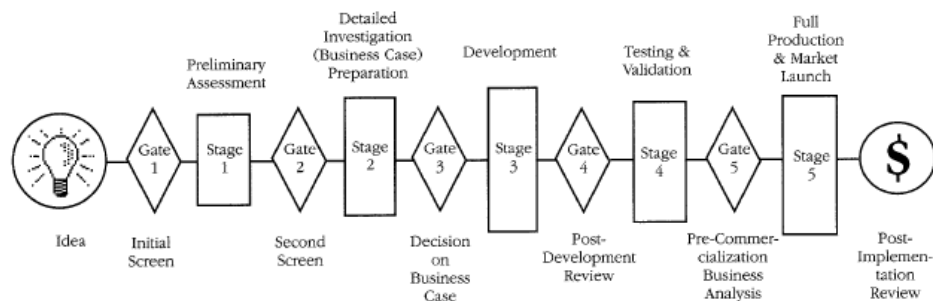 Preliminary
Assessment
Detailed
Investigation
(Business Case)
Preparation
Development
Testing &
Validation
Full
Production
& Market
Launch
Gate
1
Stage
1
Gate
2
Stage
2
Gate
3
Stage
3
Gate
4
Stage
4
Gate
5
Stage
5
$
Idea
Initial
Screen
Second
Screen
Decision
on
Business
Case
Post-
Development
Review
Pre-Commer-
cialization
Business
Analysis
Post-
Implemen-
tation
Review